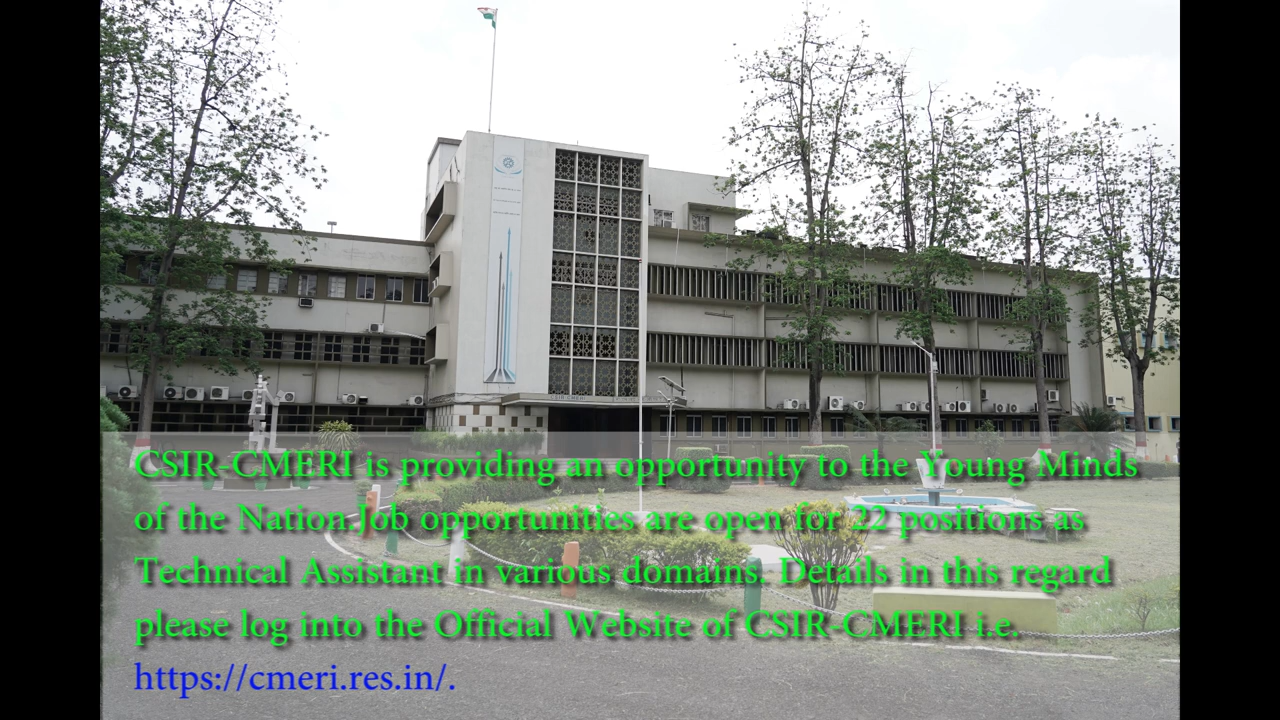 CSIR-CMERI
CSIR-CMERI is providing an opportunity to the Young Minds
of the Nation.Job opportunities are open for 22 positions as
Technical Assistant in various domains. Details in this regard
please log into the Official Website of CSIR-CMERI i.e.
https://cmeri.res.in/.